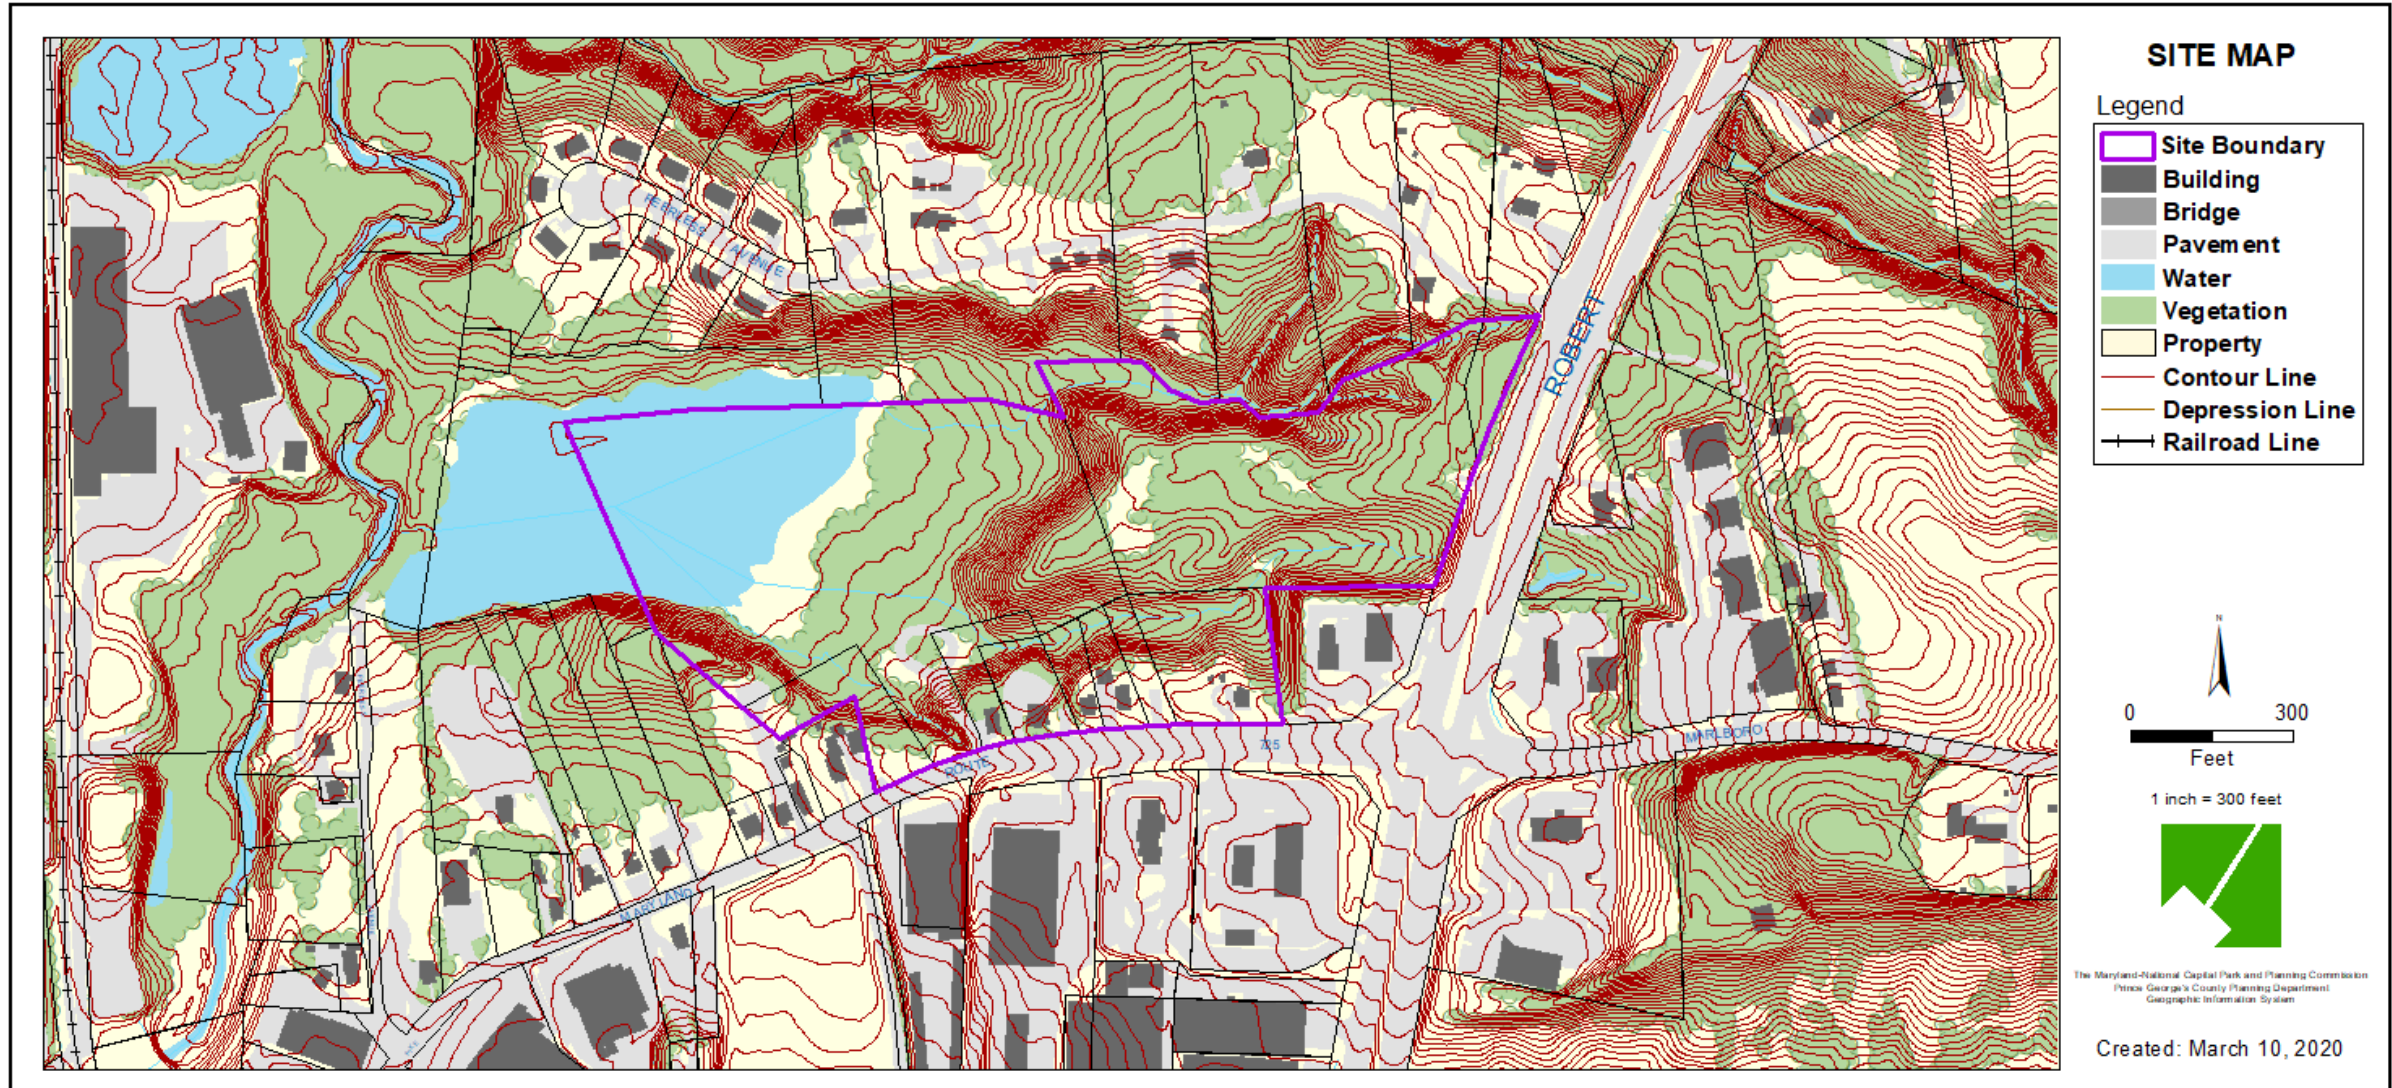 SITE MAP
Legend
Site Boundary
Building
Bridge
Pavement
Water
Vegetation
Property
Contour Line
Depression Line
Railroad Line
PEERLESS AVENUE
ROBERT
MARLBORO
725
ROUTE
MARYLAND
N
0 300
Feet
1 inch = 300 feet
The Maryland-National Capital Park and Planning Commission
Prince George's County Planning Department
Geographic Information System
Created: March 10, 2020